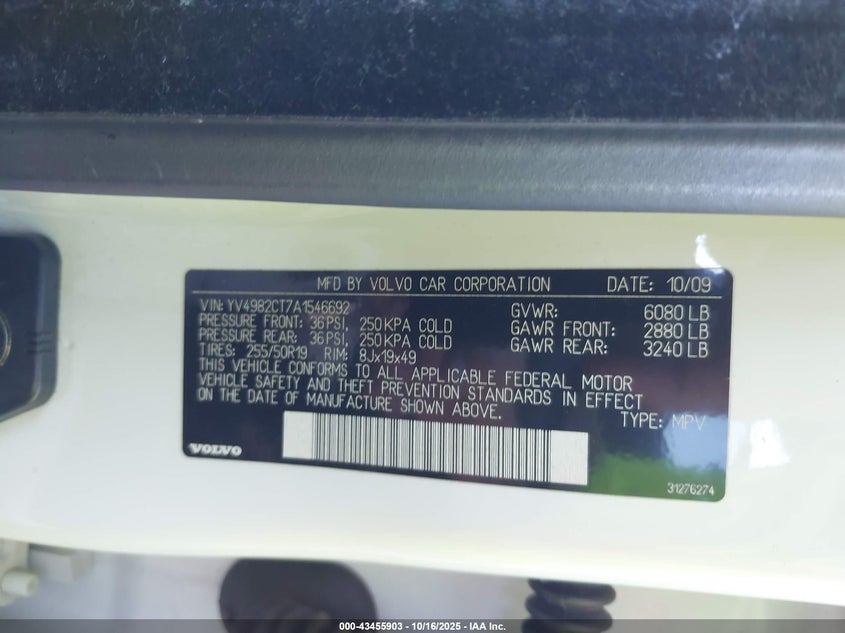 MFD BY VOLVO CAR CORPORATION DATE: 10/09
VIN: YV4982CT7A1546692 GVWR: 6080 LB
PRESSURE FRONT: 36PSI, 250KPA COLD GAWR FRONT: 2880 LB
PRESSURE REAR: 36PSI, 250KPA COLD GAWR REAR: 3240 LB
TIRES: 255/50R19 RIM: 8Jx19x49
THIS VEHICLE CONFORMS TO ALL APPLICABLE FEDERAL MOTOR
VEHICLE SAFETY AND THEFT PREVENTION STANDARDS IN EFFECT
ON THE DATE OF MANUFACTURE SHOWN ABOVE.
TYPE: MPV
VOLVO
31276274
000-43455903 - 10/16/2025 - IAA Inc.